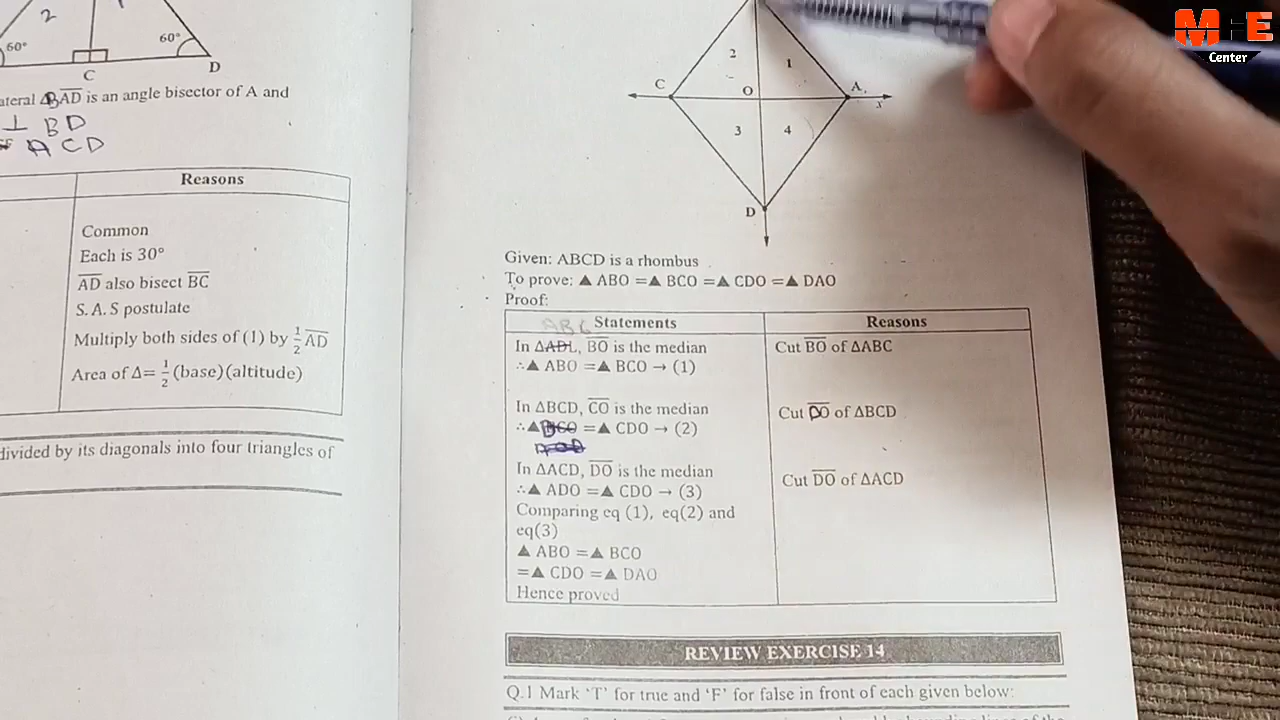 MFE
Center
2
60°
60°
C
D
ateral ΔBAD is an angle bisector of A and
⊥ BD
ACD
Reasons
Common
Each is 30°
AD also bisect BC
S.A.S postulate
Multiply both sides of (1) by 1/2 AD
Area of Δ= 1/2 (base)(altitude)
divided by its diagonals into four triangles of
2
1
C
O
A
x
3
4
D
Given: ABCD is a rhombus
To prove: ▲ ABO =▲ BCO =▲ CDO =▲ DAO
Proof:
ABC
Statements
Reasons
In ΔADL, BO is the median
Cut BO of ΔABC
∴▲ ABO =▲ BCO → (1)
In ΔBCD, CO is the median
Cut DO of ΔBCD
∴▲ BCO =▲ CDO → (2)
In ΔACD, DO is the median
Cut DO of ΔACD
∴▲ ADO =▲ CDO → (3)
Comparing eq (1), eq(2) and
eq(3)
▲ ABO =▲ BCO
=▲ CDO =▲ DAO
Hence proved
REVIEW EXERCISE 14
Q.1 Mark 'T' for true and 'F' for false in front of each given below: